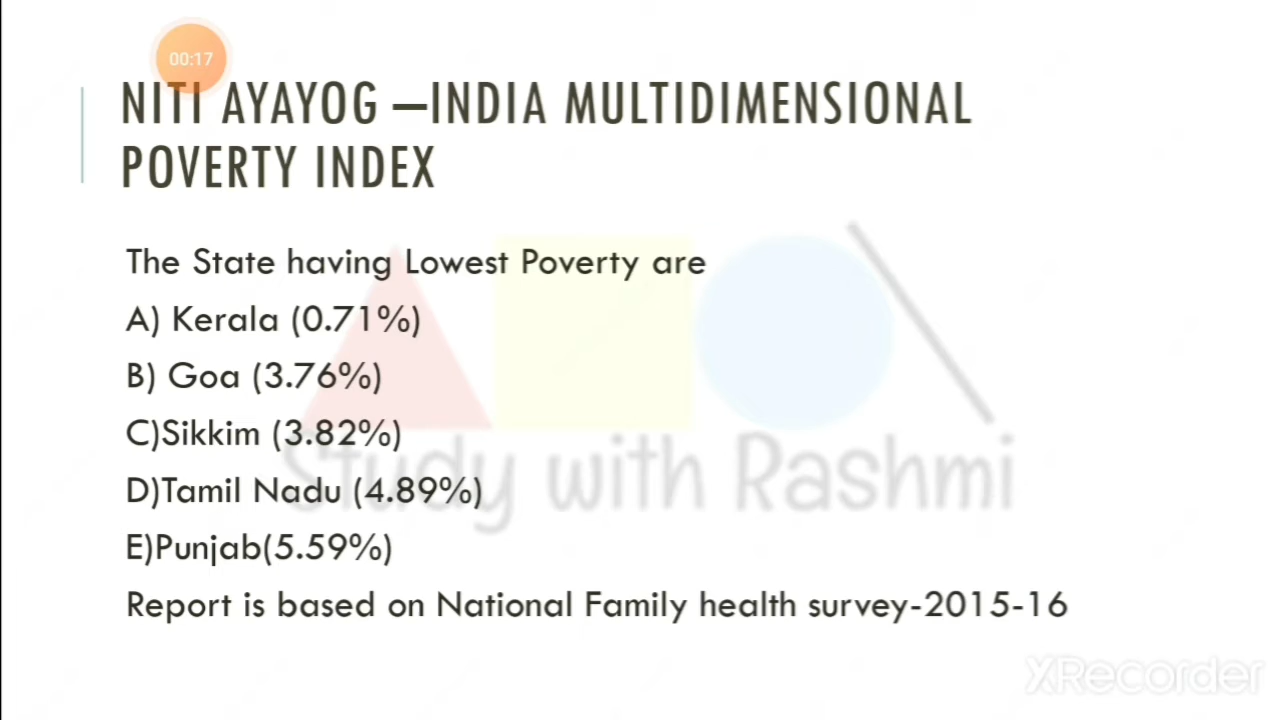 00:17
NITI AYAYOG –INDIA MULTIDIMENSIONAL
POVERTY INDEX
The State having Lowest Poverty are
A) Kerala (0.71%)
B) Goa (3.76%)
C)Sikkim (3.82%)
D)Tamil Nadu (4.89%)
E)Punjab(5.59%)
Report is based on National Family health survey-2015-16
Study with Rashmi
XRecorder